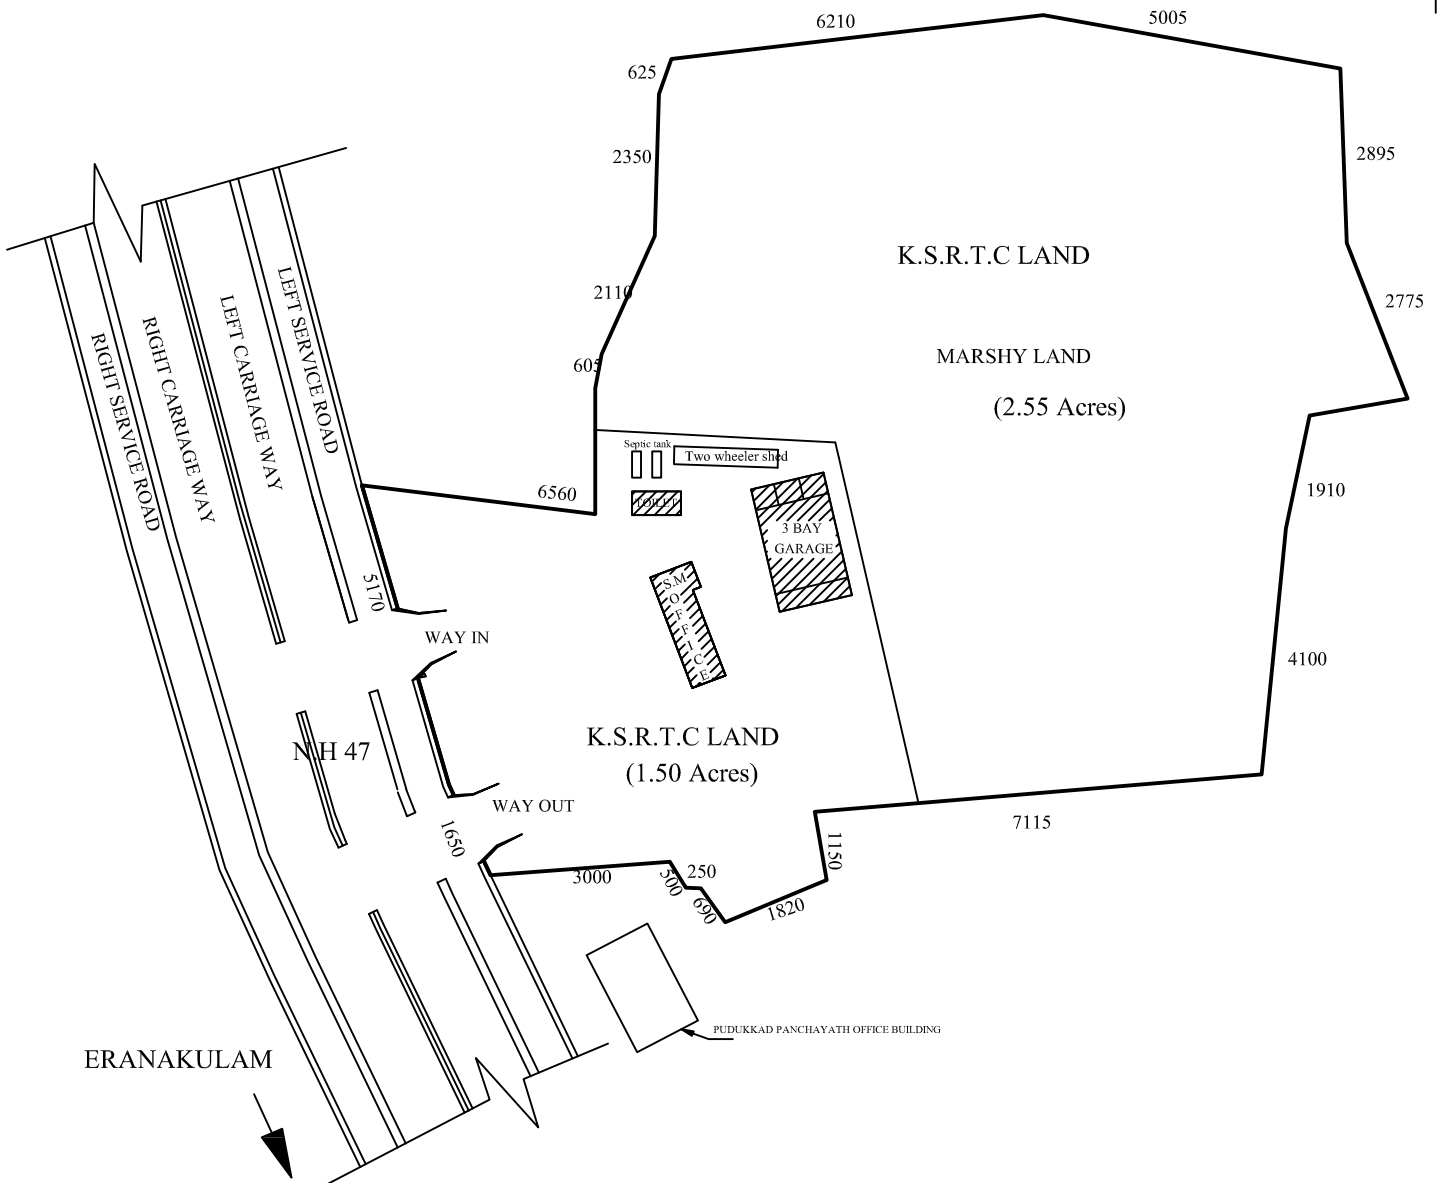 6210
5005
625
2350
2895
K.S.R.T.C LAND
2110
2775
MARSHY LAND
605
(2.55 Acres)
LEFT SERVICE ROAD
LEFT CARRIAGE WAY
RIGHT CARRIAGE WAY
RIGHT SERVICE ROAD
Septic tank
Two wheeler shed
6560
TOILET
1910
3 BAY
GARAGE
5170
S.M
OFFICE
WAY IN
4100
K.S.R.T.C LAND
N.H 47
(1.50 Acres)
WAY OUT
7115
1650
1150
3000
500
250
690
1820
PUDUKKAD PANCHAYATH OFFICE BUILDING
ERANAKULAM